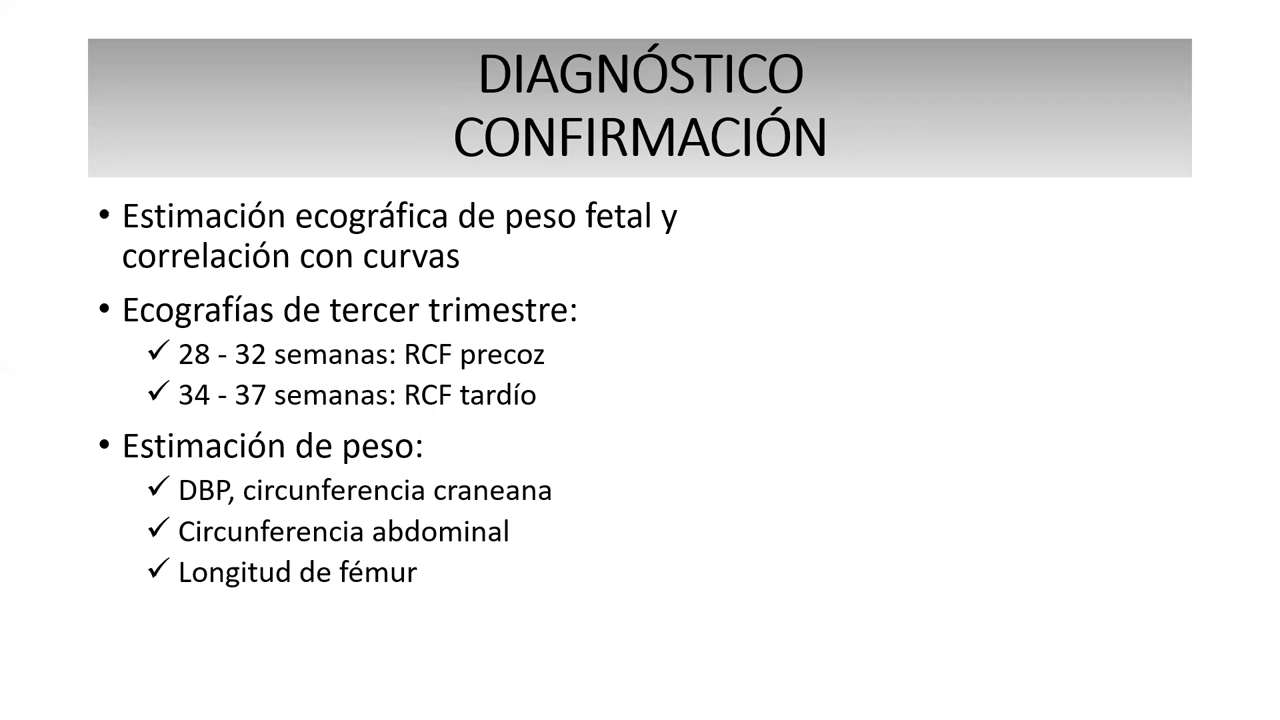 DIAGNÓSTICO
CONFIRMACIÓN
• Estimación ecográfica de peso fetal y
correlación con curvas
• Ecografías de tercer trimestre:
✓ 28 - 32 semanas: RCF precoz
✓ 34 - 37 semanas: RCF tardío
• Estimación de peso:
✓ DBP, circunferencia craneana
✓ Circunferencia abdominal
✓ Longitud de fémur